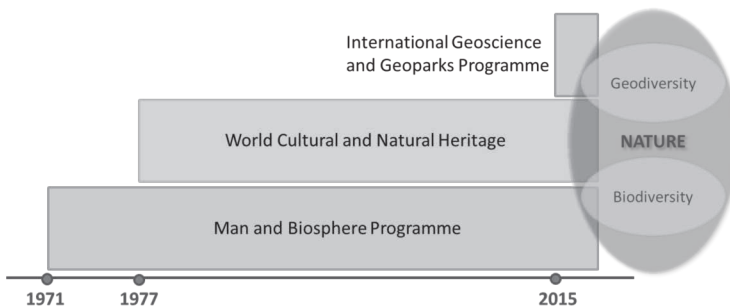 International Geoscience
and Geoparks Programme
Geodiversity
World Cultural and Natural Heritage
NATURE
Man and Biosphere Programme
Biodiversity
1971
1977
2015